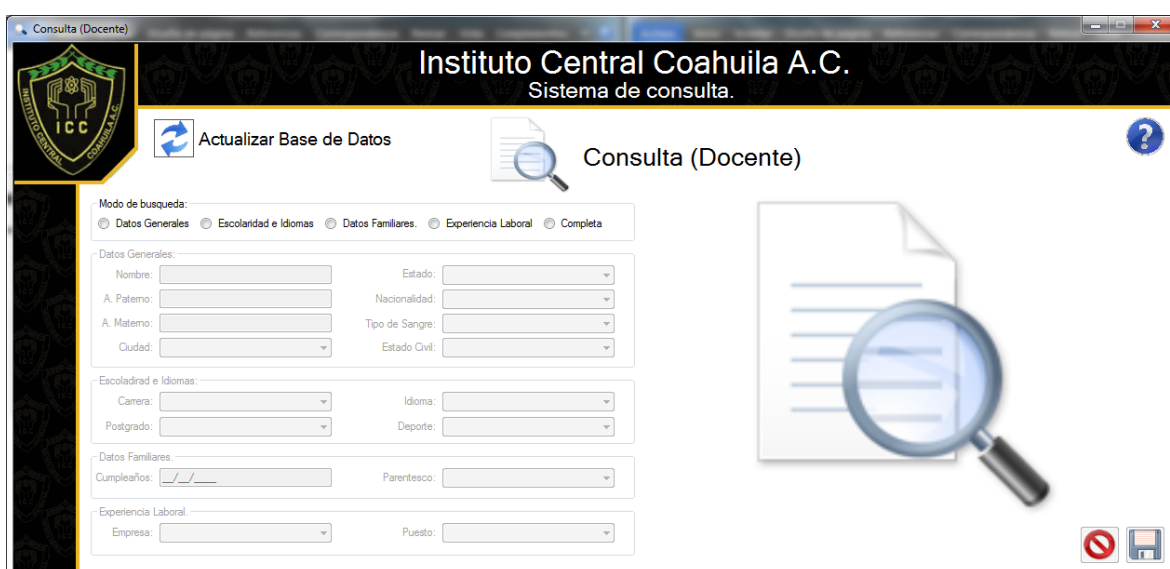 Consulta (Docente)
Instituto Central Coahuila A.C.
Sistema de consulta.
INSTITUTO CENTRAL COAHUILA A.C.
ICC
Actualizar Base de Datos
Consulta (Docente)
Modo de busqueda:
Datos Generales Escolaridad e Idiomas Datos Familiares. Experiencia Laboral Completa
Datos Generales:
Nombre: Estado:
A. Paterno: Nacionalidad:
A. Materno: Tipo de Sangre:
Ciudad: Estado Civil:
Escoladirad e Idiomas:
Carrera: Idioma:
Postgrado: Deporte:
Datos Familiares.
Cumpleaños: __/__/____ Parentesco:
Experiencia Laboral.
Empresa: Puesto: